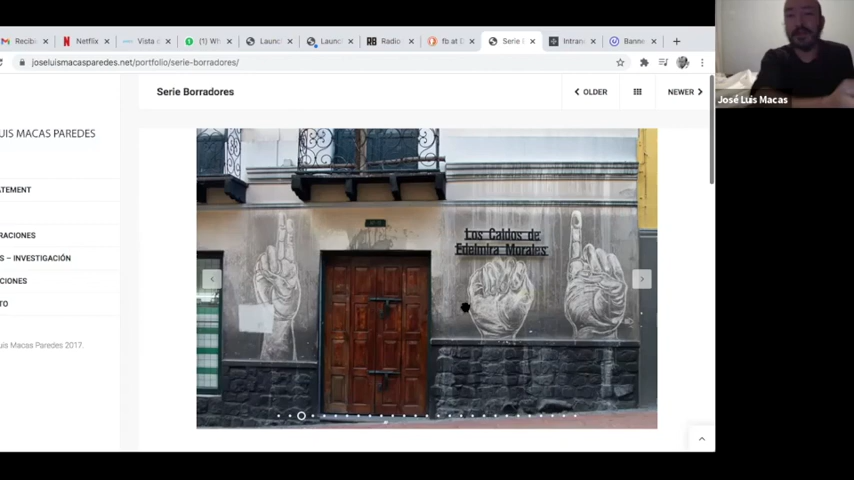 Recibi
Netflix
Vista d
(1) Wh
Launc
Launc
Radio
fb at D
Serie B
Intran
Banne
joseluismacasparedes.net/portfolio/serie-borradores/
Serie Borradores
OLDER
NEWER
UIS MACAS PAREDES
ATEMENT
RACIONES
S – INVESTIGACIÓN
CIONES
TO
uis Macas Paredes 2017.
Los Caldos de
Edelmira Morales
José Luis Macas